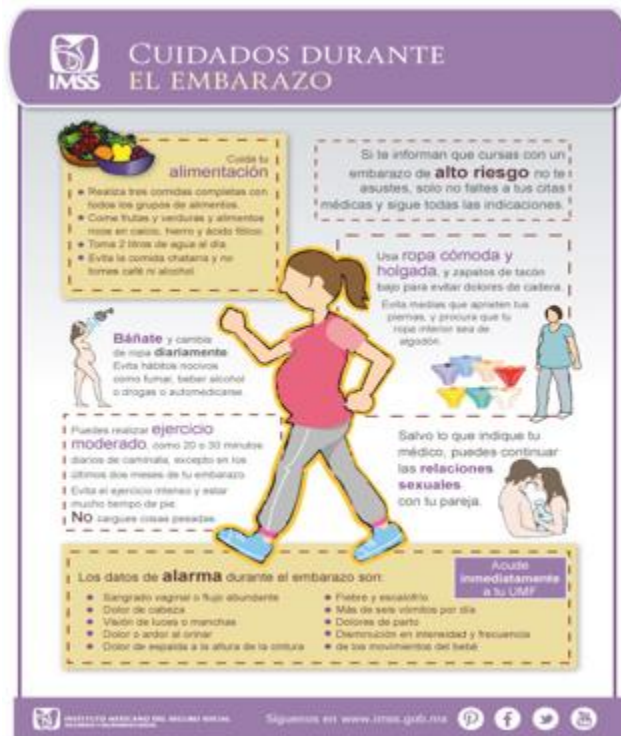 IMSS
CUIDADOS DURANTE
EL EMBARAZO
Cuida tu
alimentación
Realiza tres comidas completas con
todos los grupos de alimentos.
Come frutas y verduras y alimentos
ricos en calcio, hierro y ácido fólico.
Toma 2 litros de agua al día.
Evita la comida chatarra y no
tomes café ni alcohol.
Si te informan que cursas con un
embarazo de alto riesgo no te
asustes, solo no faltes a tus citas
médicas y sigue todas las indicaciones.
Usa ropa cómoda y
holgada, y zapatos de tacón
bajo para evitar dolores de cadera.
Evita medias que aprieten tus
piernas, y procura que tu
ropa interior sea de
algodón.
Báñate y cambia
de ropa diariamente
Evita hábitos nocivos
como fumar, beber alcohol
o drogas o automedicarse.
Puedes realizar ejercicio
moderado, como 20 o 30 minutos
diarios de caminata, excepto en los
últimos dos meses de tu embarazo.
Evita el ejercicio intenso y estar
mucho tiempo de pie.
No cargues cosas pesadas.
Salvo lo que indique tu
médico, puedes continuar
las relaciones
sexuales
con tu pareja.
Los datos de alarma durante el embarazo son:
Acude
inmediatamente
a tu UMF
Sangrado vaginal o flujo abundante
Dolor de cabeza
Visión de luces o manchas
Dolor o ardor al orinar
Dolor de espalda a la altura de la cintura
Fiebre y escalofrío
Más de seis vómitos por día
Dolores de parto
Disminución en intensidad y frecuencia
de los movimientos del bebé
INSTITUTO MEXICANO DEL SEGURO SOCIAL
Síguenos en www.imss.gob.mx